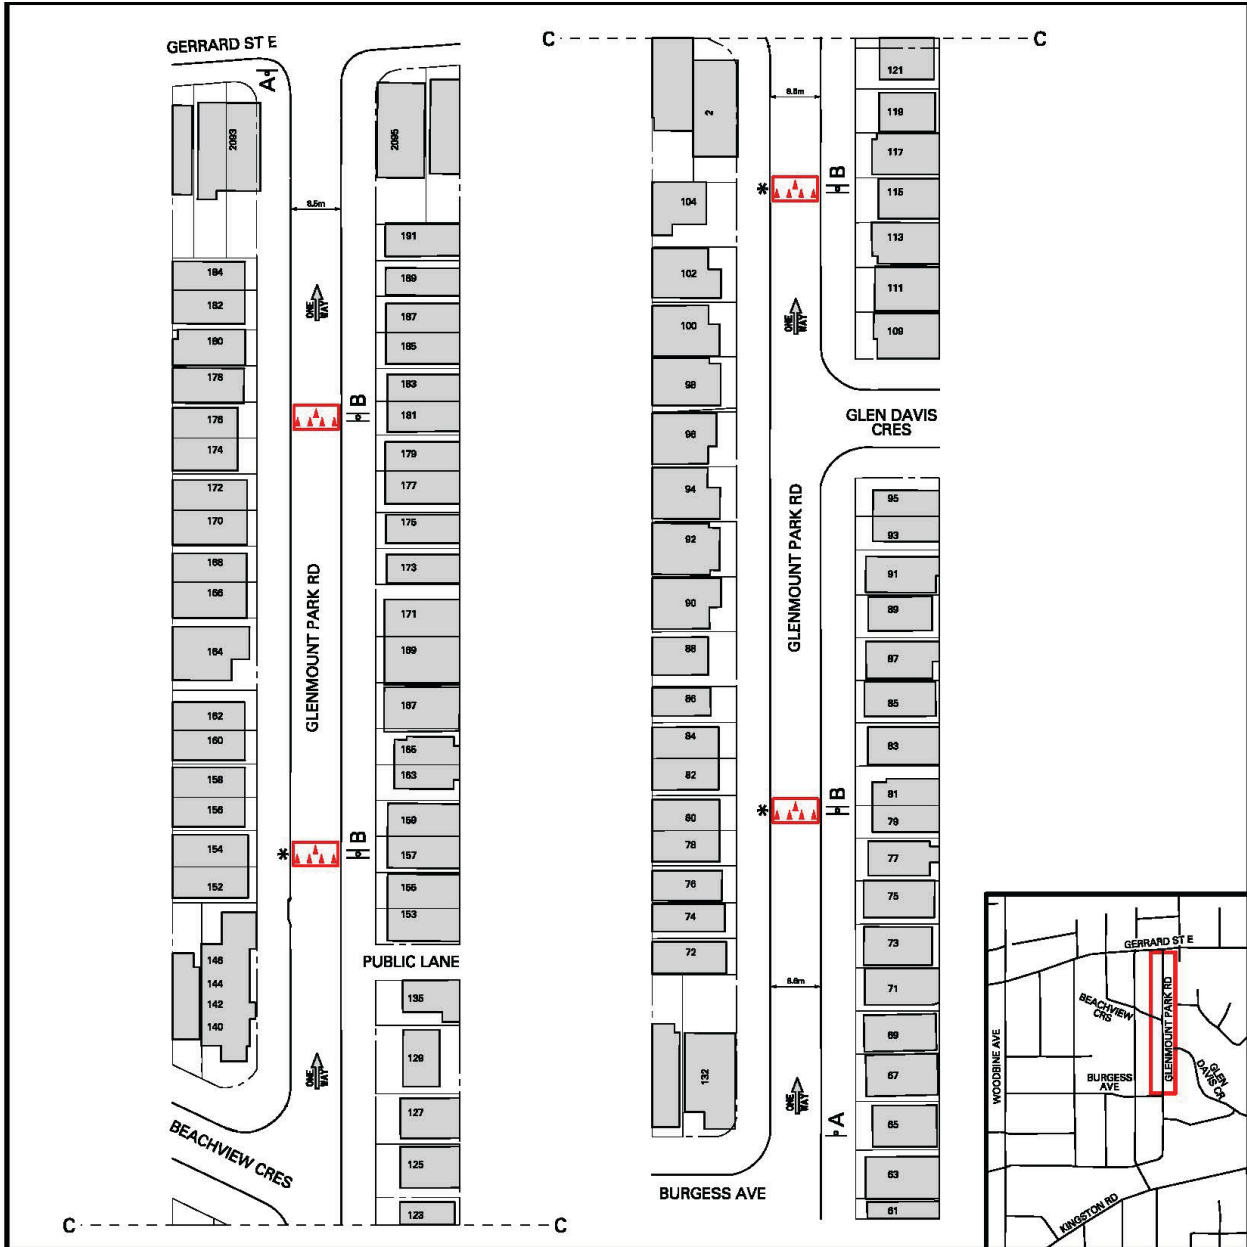 GERRARD ST E
A
2093
2095
8.5m
191
184
189
182
ONE WAY
187
180
185
178
183
B
176
181
174
179
172
177
170
175
168
173
166
GLENMOUNT PARK RD
171
164
169
162
167
160
165
158
163
156
159
154
*
B
157
152
155
153
146
PUBLIC LANE
144
142
135
140
129
ONE WAY
127
BEACHVIEW CRES
125
123
C
C
C
C
121
2
8.6m
119
117
*
B
104
115
113
102
111
100
ONE WAY
109
98
GLEN DAVIS
CRES
96
94
GLENMOUNT PARK RD
95
92
93
91
90
89
88
87
86
85
84
83
82
B
81
80
*
79
78
77
76
75
74
73
72
71
8.6m
69
132
67
ONE WAY
A
65
63
BURGESS AVE
61
GERRARD ST E
BEACHVIEW
CRS
GLENMOUNT PARK RD
WOODBINE AVE
BURGESS
AVE
GLEN
DAVIS CR
KINGSTON RD